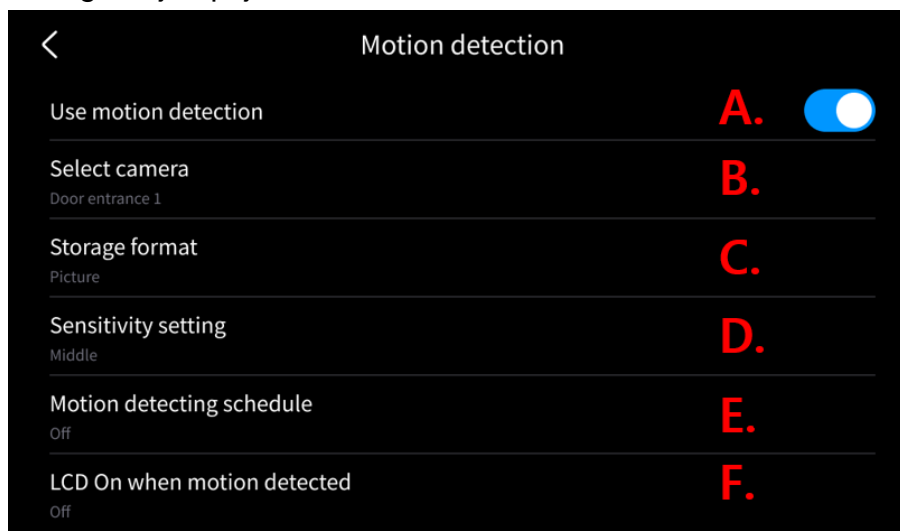 Motion detection
Use motion detection A.
Select camera B.
Door entrance 1
Storage format C.
Picture
Sensitivity setting D.
Middle
Motion detecting schedule E.
Off
LCD On when motion detected F.
Off